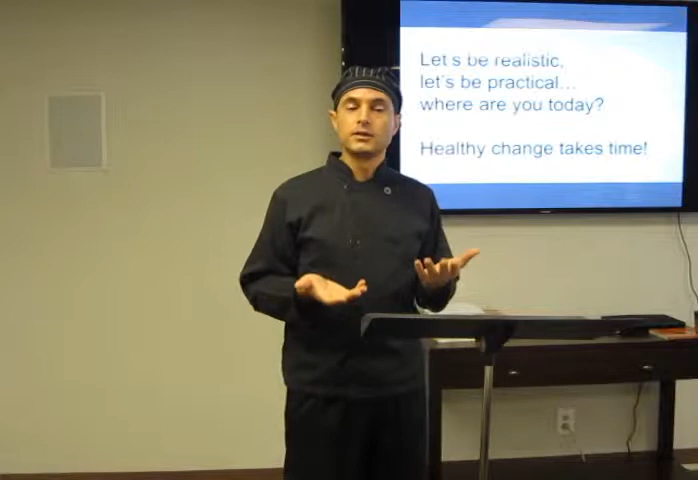 Let s be realistic,
let's be practical...
where are you today?
Healthy change takes time!